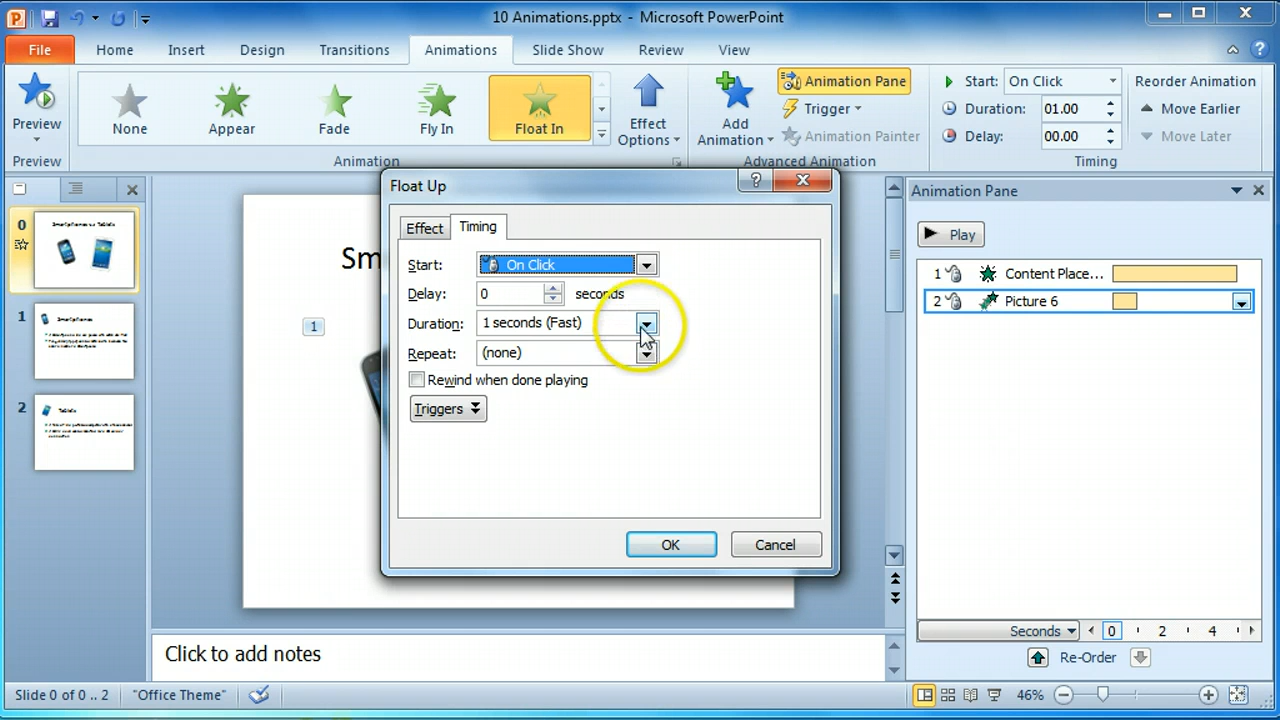 10 Animations.pptx - Microsoft PowerPoint
File Home Insert Design Transitions Animations Slide Show Review View
Preview
Preview
None Appear Fade Fly In Float In
Animation
Effect
Options
Add
Animation
Animation Pane
Trigger
Animation Painter
Advanced Animation
Start: On Click
Duration: 01.00
Delay: 00.00
Timing
Reorder Animation
Move Earlier
Move Later
0
Smartphones vs Tablets
1
Smartphones
2
Tablets
Sm
1
Float Up
Effect Timing
Start: On Click
Delay: 0 seconds
Duration: 1 seconds (Fast)
Repeat: (none)
Rewind when done playing
Triggers
OK Cancel
Animation Pane
Play
1 Content Place...
2 Picture 6
Seconds 0 2 4
Re-Order
Click to add notes
Slide 0 of 0 .. 2 "Office Theme" 46%